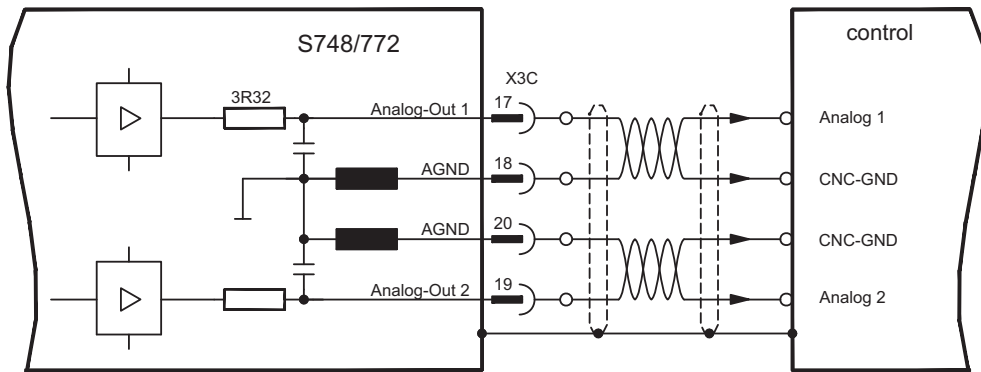 S748/772
control
X3C
3R32
Analog-Out 1
17
Analog 1
AGND
18
CNC-GND
AGND
20
CNC-GND
Analog-Out 2
19
Analog 2